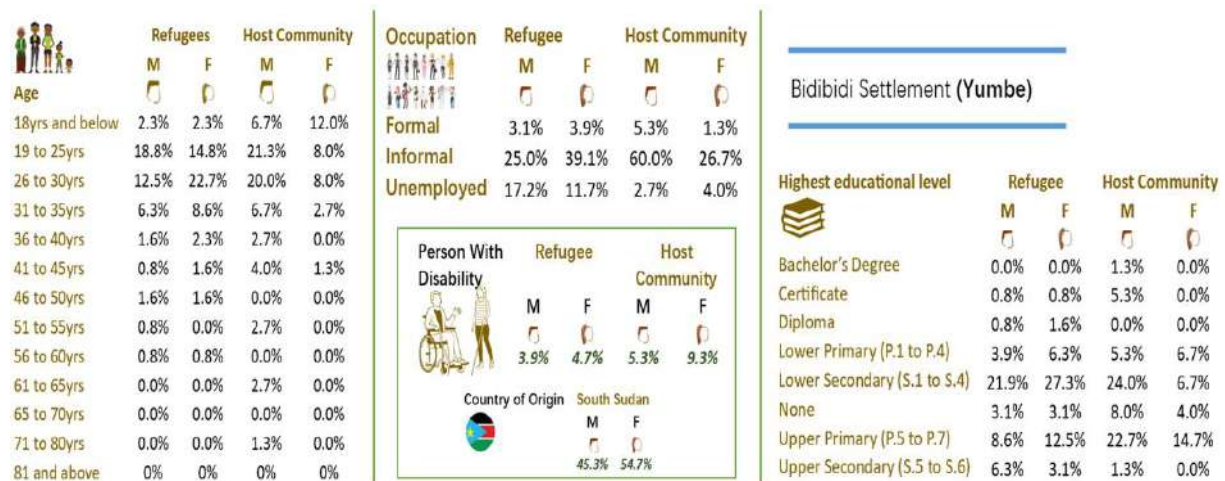 Refugees Host Community
M F M F
Age
18yrs and below 2.3% 2.3% 6.7% 12.0%
19 to 25yrs 18.8% 14.8% 21.3% 8.0%
26 to 30yrs 12.5% 22.7% 20.0% 8.0%
31 to 35yrs 6.3% 8.6% 6.7% 2.7%
36 to 40yrs 1.6% 2.3% 2.7% 0.0%
41 to 45yrs 0.8% 1.6% 4.0% 1.3%
46 to 50yrs 1.6% 1.6% 0.0% 0.0%
51 to 55yrs 0.8% 0.0% 2.7% 0.0%
56 to 60yrs 0.8% 0.8% 0.0% 0.0%
61 to 65yrs 0.0% 0.0% 2.7% 0.0%
65 to 70yrs 0.0% 0.0% 0.0% 0.0%
71 to 80yrs 0.0% 0.0% 1.3% 0.0%
81 and above 0% 0% 0% 0%
Occupation Refugee Host Community
M F M F
Formal 3.1% 3.9% 5.3% 1.3%
Informal 25.0% 39.1% 60.0% 26.7%
Unemployed 17.2% 11.7% 2.7% 4.0%
Person With Refugee Host
Disability Community
M F M F
3.9% 4.7% 5.3% 9.3%
Country of Origin South Sudan
M F
45.3% 54.7%
Bidibidi Settlement (Yumbe)
Highest educational level Refugee Host Community
M F M F
Bachelor's Degree 0.0% 0.0% 1.3% 0.0%
Certificate 0.8% 0.8% 5.3% 0.0%
Diploma 0.8% 1.6% 0.0% 0.0%
Lower Primary (P.1 to P.4) 3.9% 6.3% 5.3% 6.7%
Lower Secondary (S.1 to S.4) 21.9% 27.3% 24.0% 6.7%
None 3.1% 3.1% 8.0% 4.0%
Upper Primary (P.5 to P.7) 8.6% 12.5% 22.7% 14.7%
Upper Secondary (S.5 to S.6) 6.3% 3.1% 1.3% 0.0%